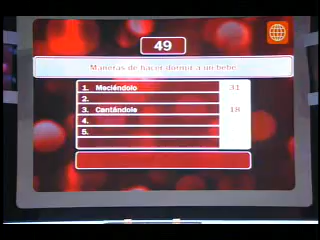 49
Maneras de hacer dormir a un bebé
1. Meciéndolo 31
2.
3. Cantándole 18
4.
5.